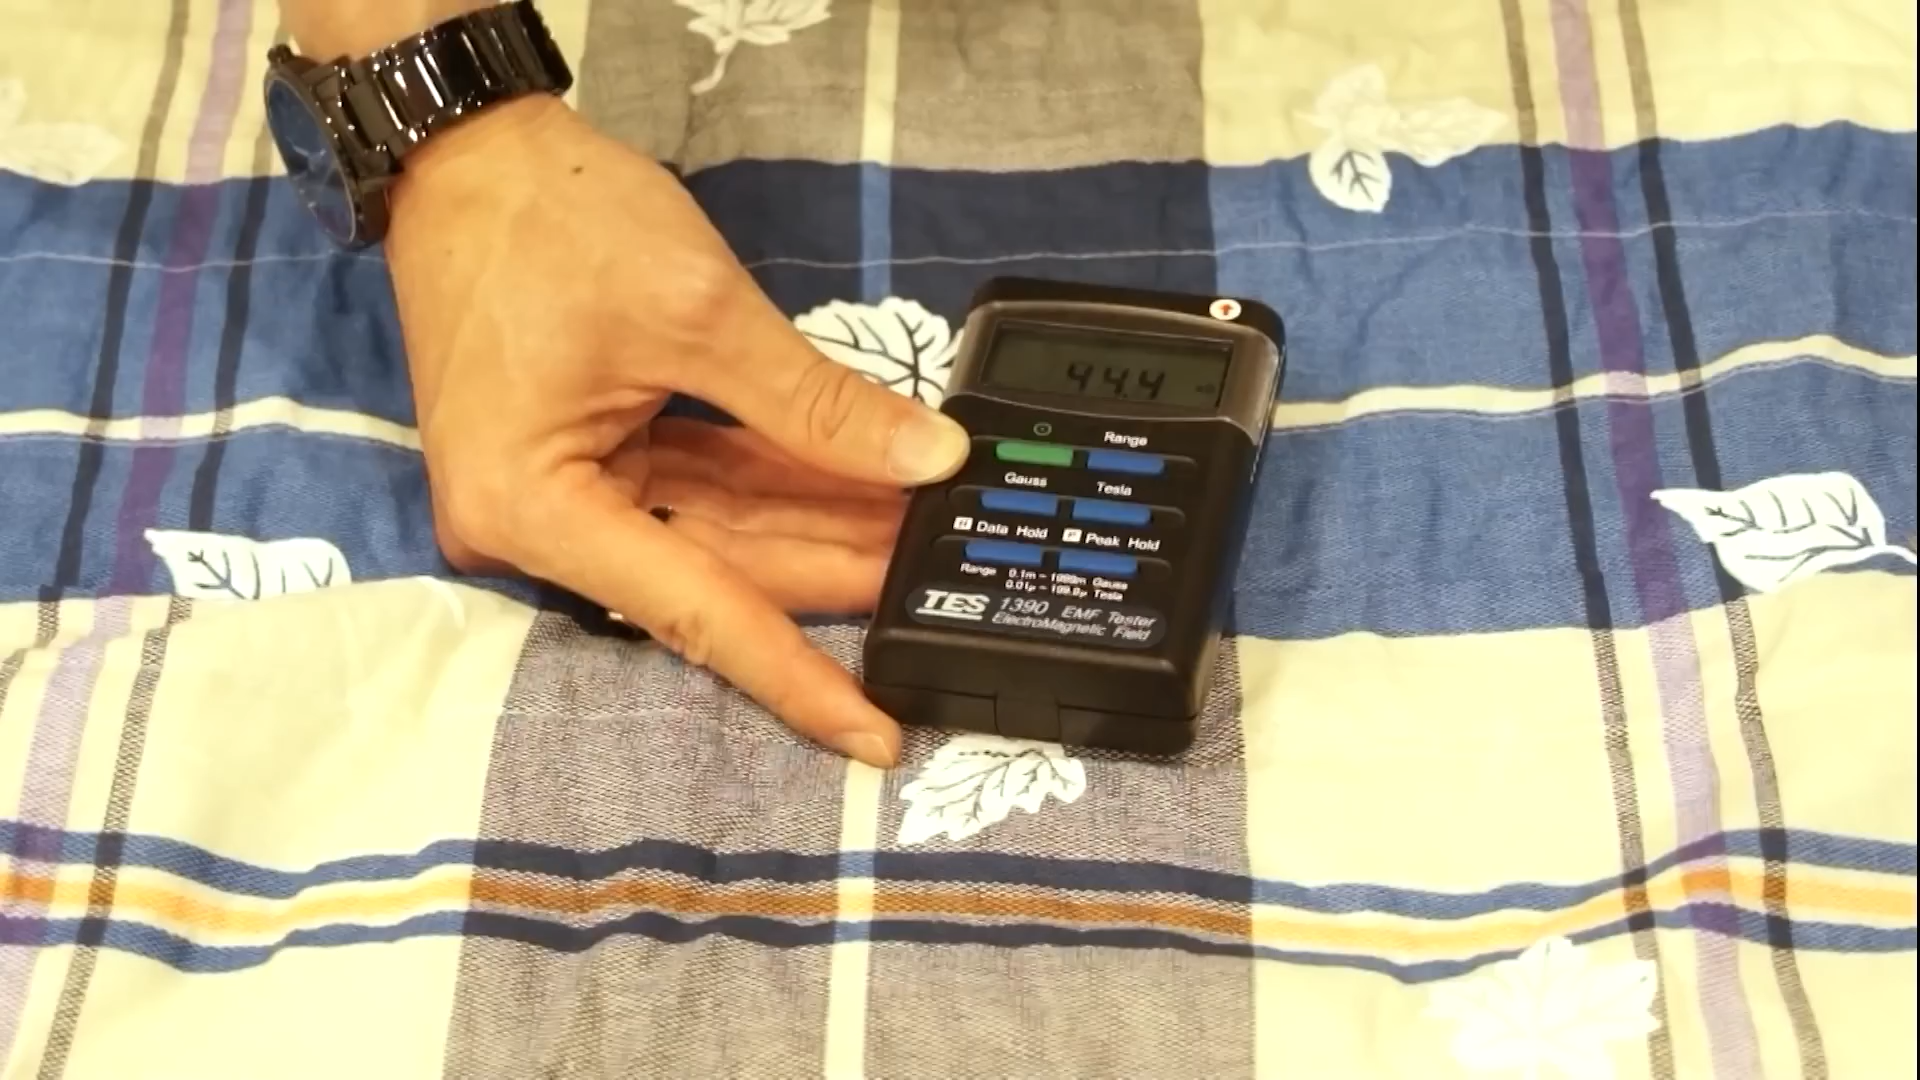 44.4
Range
Gauss Tesla
H Data Hold P Peak Hold
Range 0.1m ~ 1999m Gauss
0.01μ ~ 199.9μ Tesla
TES 1390 EMF Tester
ElectroMagnetic Field